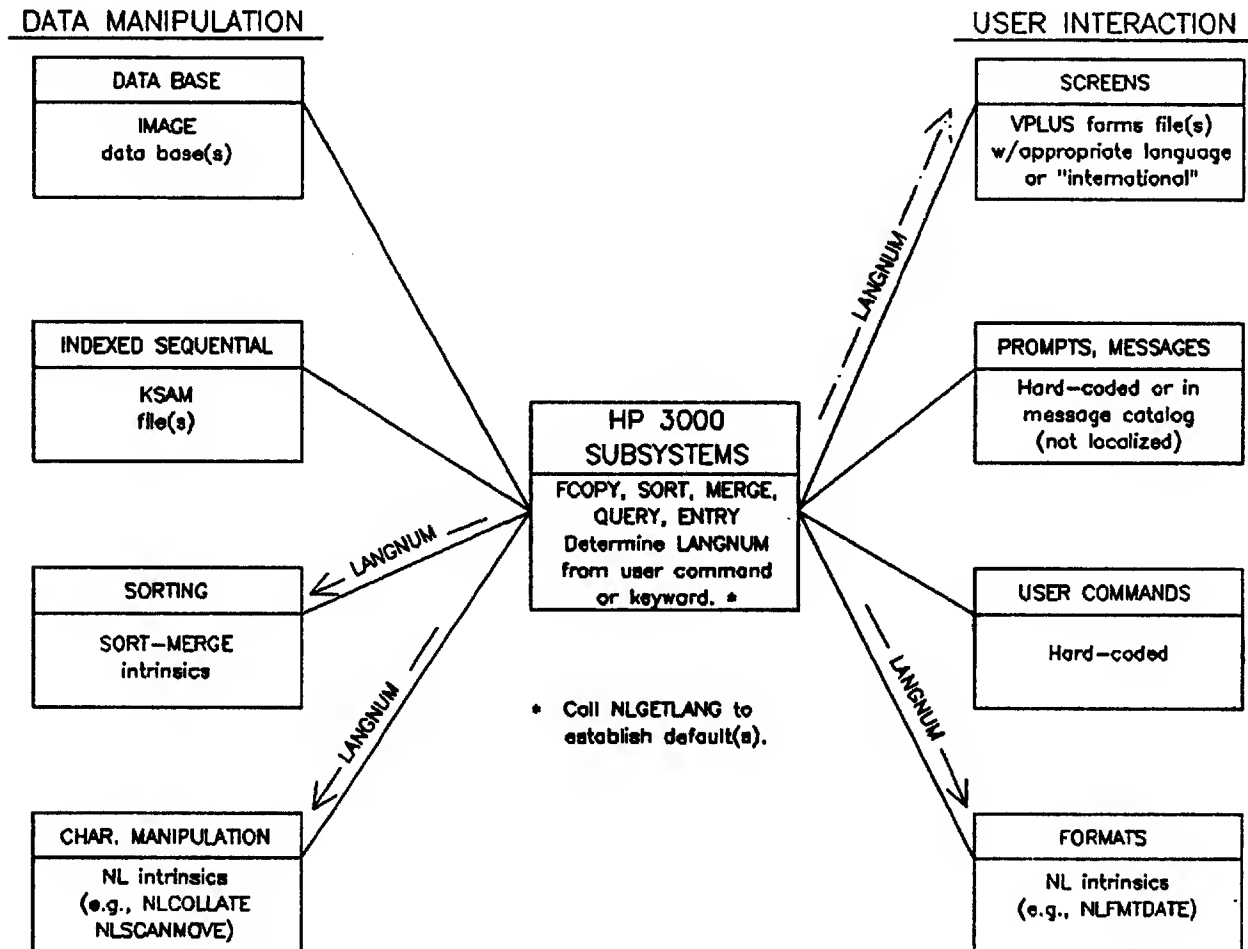 DATA MANIPULATION
DATA BASE
IMAGE
data base(s)
INDEXED SEQUENTIAL
KSAM
file(s)
SORTING
SORT-MERGE
intrinsics
CHAR. MANIPULATION
NL intrinsics
(e.g., NLCOLLATE
NLSCANMOVE)
LANGNUM
LANGNUM
HP 3000
SUBSYSTEMS
FCOPY, SORT, MERGE,
QUERY, ENTRY
Determine LANGNUM
from user command
or keyword. *
* Call NLGETLANG to
establish default(s).
LANGNUM
LANGNUM
USER INTERACTION
SCREENS
VPLUS forms file(s)
w/appropriate language
or "international"
PROMPTS, MESSAGES
Hard-coded or in
message catalog
(not localized)
USER COMMANDS
Hard-coded
FORMATS
NL intrinsics
(e.g., NLFMTDATE)